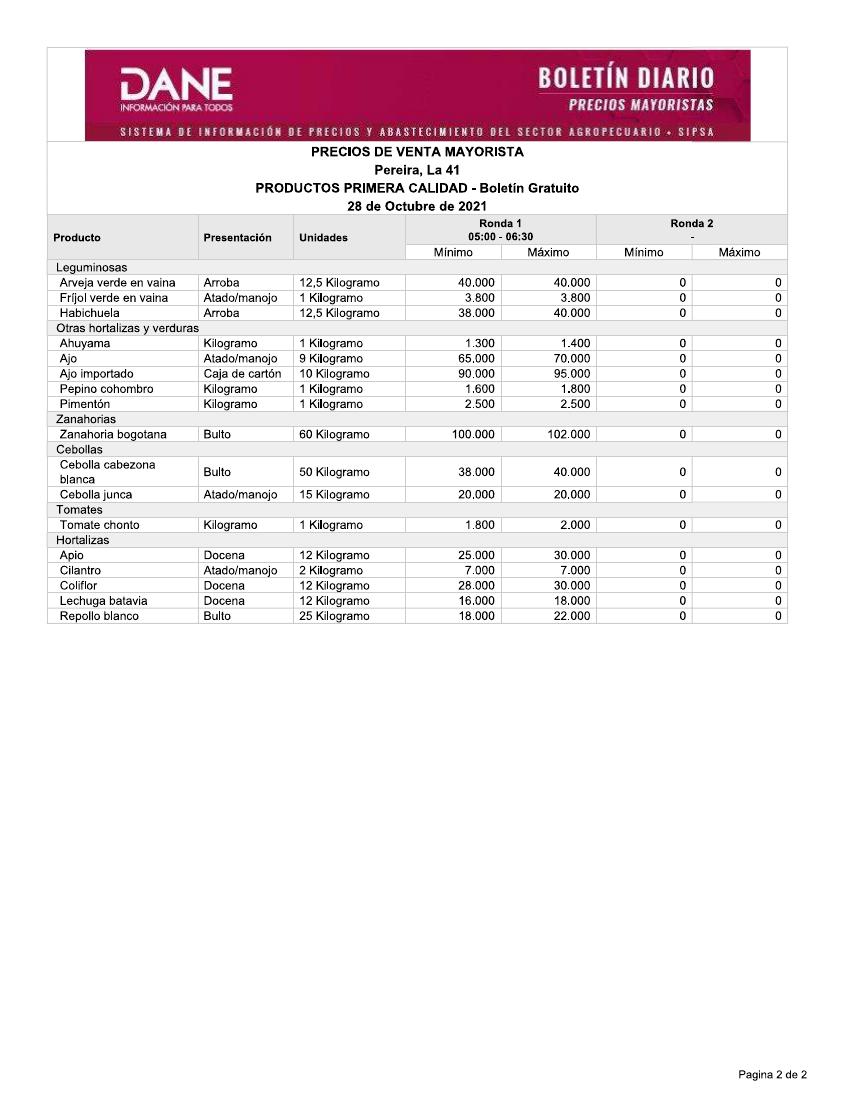 DANE
INFORMACIÓN PARA TODOS
BOLETÍN DIARIO
PRECIOS MAYORISTAS
SISTEMA DE INFORMACIÓN DE PRECIOS Y ABASTECIMIENTO DEL SECTOR AGROPECUARIO • SIPSA
PRECIOS DE VENTA MAYORISTA
Pereira, La 41
PRODUCTOS PRIMERA CALIDAD - Boletín Gratuito
28 de Octubre de 2021
Producto Presentación Unidades Ronda 1 05:00 - 06:30 Ronda 2 -
Mínimo Máximo Mínimo Máximo
Leguminosas
Arveja verde en vaina Arroba 12,5 Kilogramo 40.000 40.000 0 0
Fríjol verde en vaina Atado/manojo 1 Kilogramo 3.800 3.800 0 0
Habichuela Arroba 12,5 Kilogramo 38.000 40.000 0 0
Otras hortalizas y verduras
Ahuyama Kilogramo 1 Kilogramo 1.300 1.400 0 0
Ajo Atado/manojo 9 Kilogramo 65.000 70.000 0 0
Ajo importado Caja de cartón 10 Kilogramo 90.000 95.000 0 0
Pepino cohombro Kilogramo 1 Kilogramo 1.600 1.800 0 0
Pimentón Kilogramo 1 Kilogramo 2.500 2.500 0 0
Zanahorias
Zanahoria bogotana Bulto 60 Kilogramo 100.000 102.000 0 0
Cebollas
Cebolla cabezona blanca Bulto 50 Kilogramo 38.000 40.000 0 0
Cebolla junca Atado/manojo 15 Kilogramo 20.000 20.000 0 0
Tomates
Tomate chonto Kilogramo 1 Kilogramo 1.800 2.000 0 0
Hortalizas
Apio Docena 12 Kilogramo 25.000 30.000 0 0
Cilantro Atado/manojo 2 Kilogramo 7.000 7.000 0 0
Coliflor Docena 12 Kilogramo 28.000 30.000 0 0
Lechuga batavia Docena 12 Kilogramo 16.000 18.000 0 0
Repollo blanco Bulto 25 Kilogramo 18.000 22.000 0 0
Pagina 2 de 2